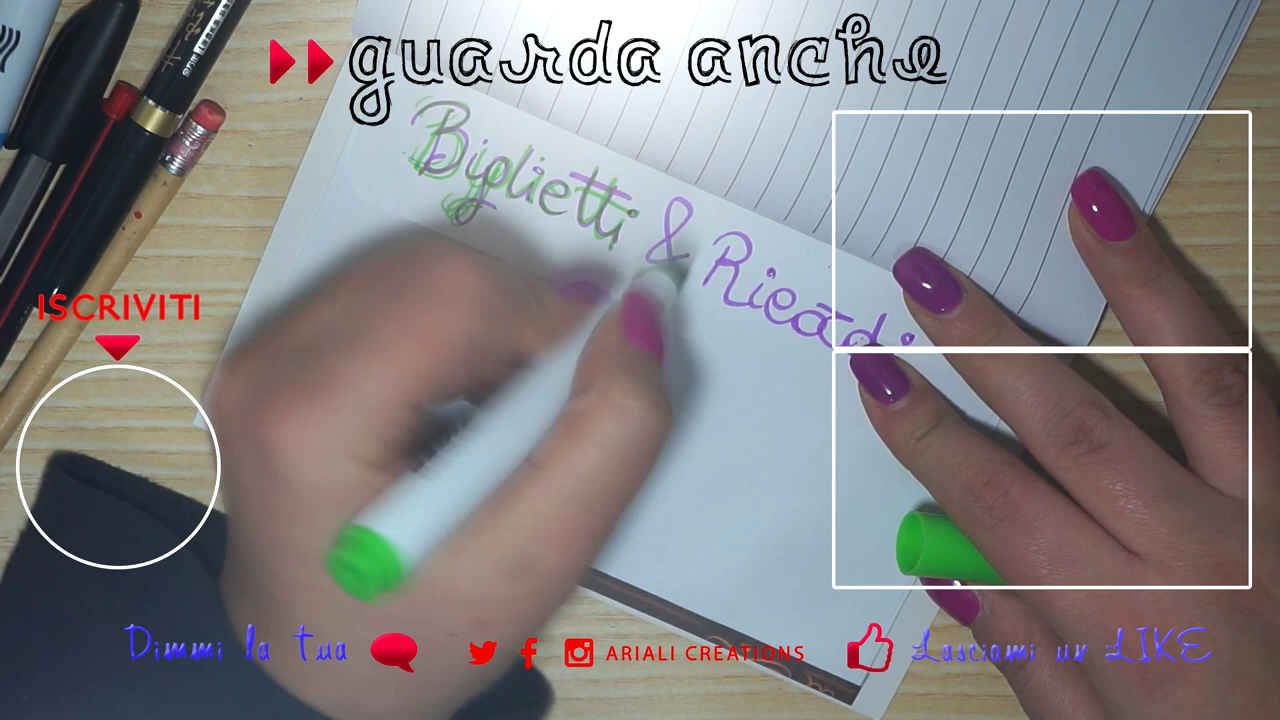 guarda anche
Biglietti & Ricordi
ISCRIVITI
Dimmi la Tua
ARIALI CREATIONS
Lasciami un LIKE